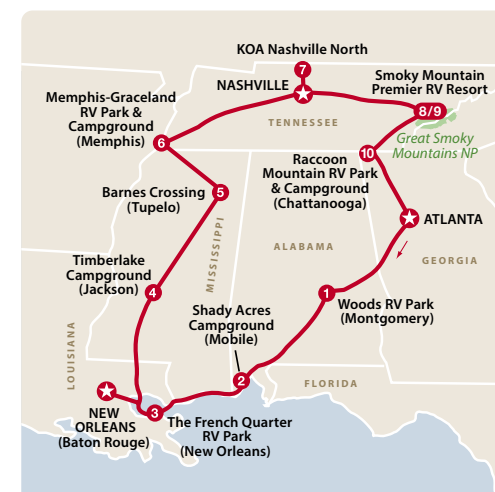 KOA Nashville North
7
NASHVILLE
Smoky Mountain
Premier RV Resort
8/9
Memphis-Graceland
RV Park &
Campground
(Memphis)
6
TENNESSEE
Great Smoky
Mountains NP
10
Raccoon
Mountain RV Park
& Campground
(Chattanooga)
Barnes Crossing
(Tupelo)
5
ATLANTA
MISSISSIPPI
ALABAMA
GEORGIA
Timberlake
Campground
(Jackson)
4
1
Woods RV Park
(Montgomery)
Shady Acres
Campground
(Mobile)
2
LOUISIANA
FLORIDA
NEW
ORLEANS
(Baton Rouge)
3
The French Quarter
RV Park
(New Orleans)